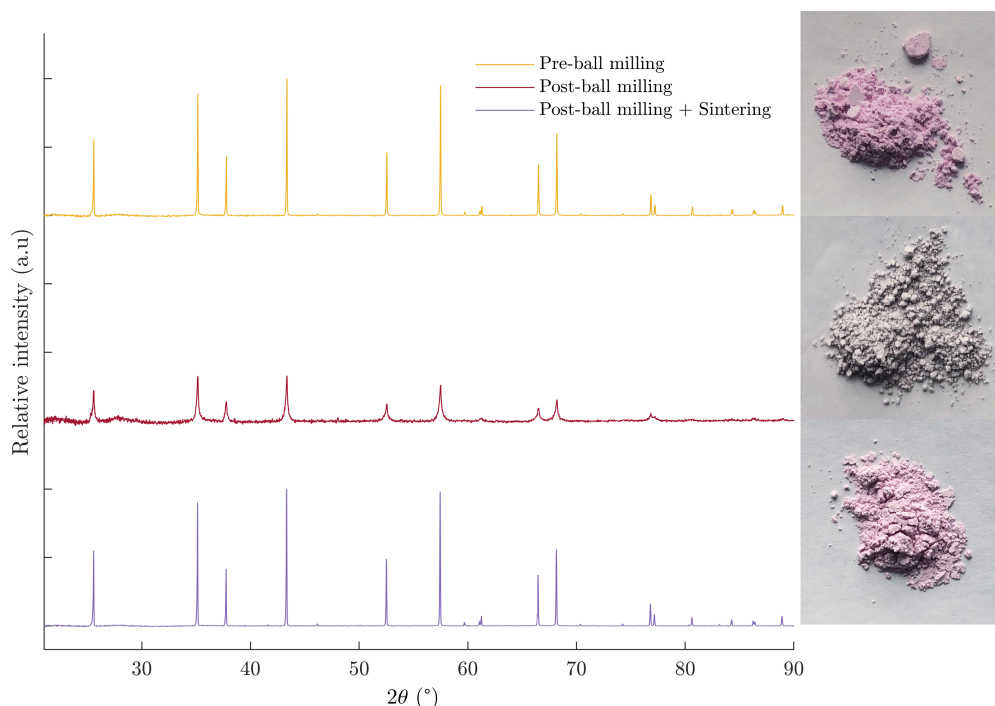 Pre-ball milling
Post-ball milling
Post-ball milling + Sintering
Relative intensity (a.u)
30 40 50 60 70 80 90
2θ (°)